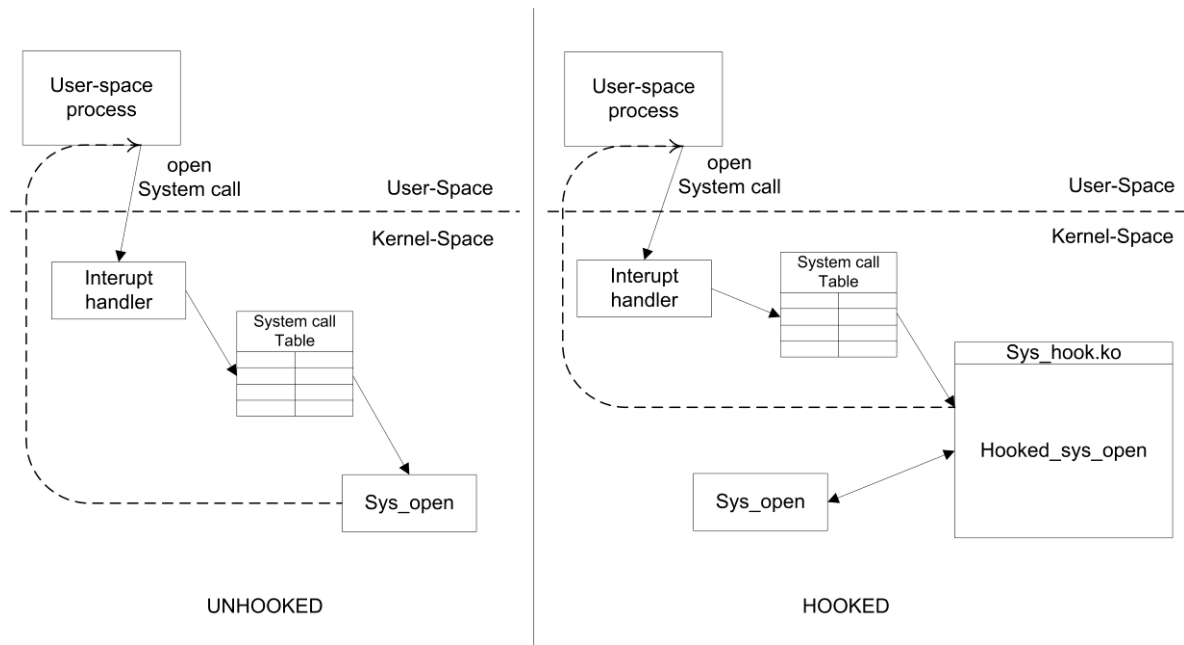 User-space
process
open
System call
User-Space
Kernel-Space
Interupt
handler
System call
Table
Sys_open
UNHOOKED
User-space
process
open
System call
User-Space
Kernel-Space
Interupt
handler
System call
Table
Sys_hook.ko
Hooked_sys_open
Sys_open
HOOKED